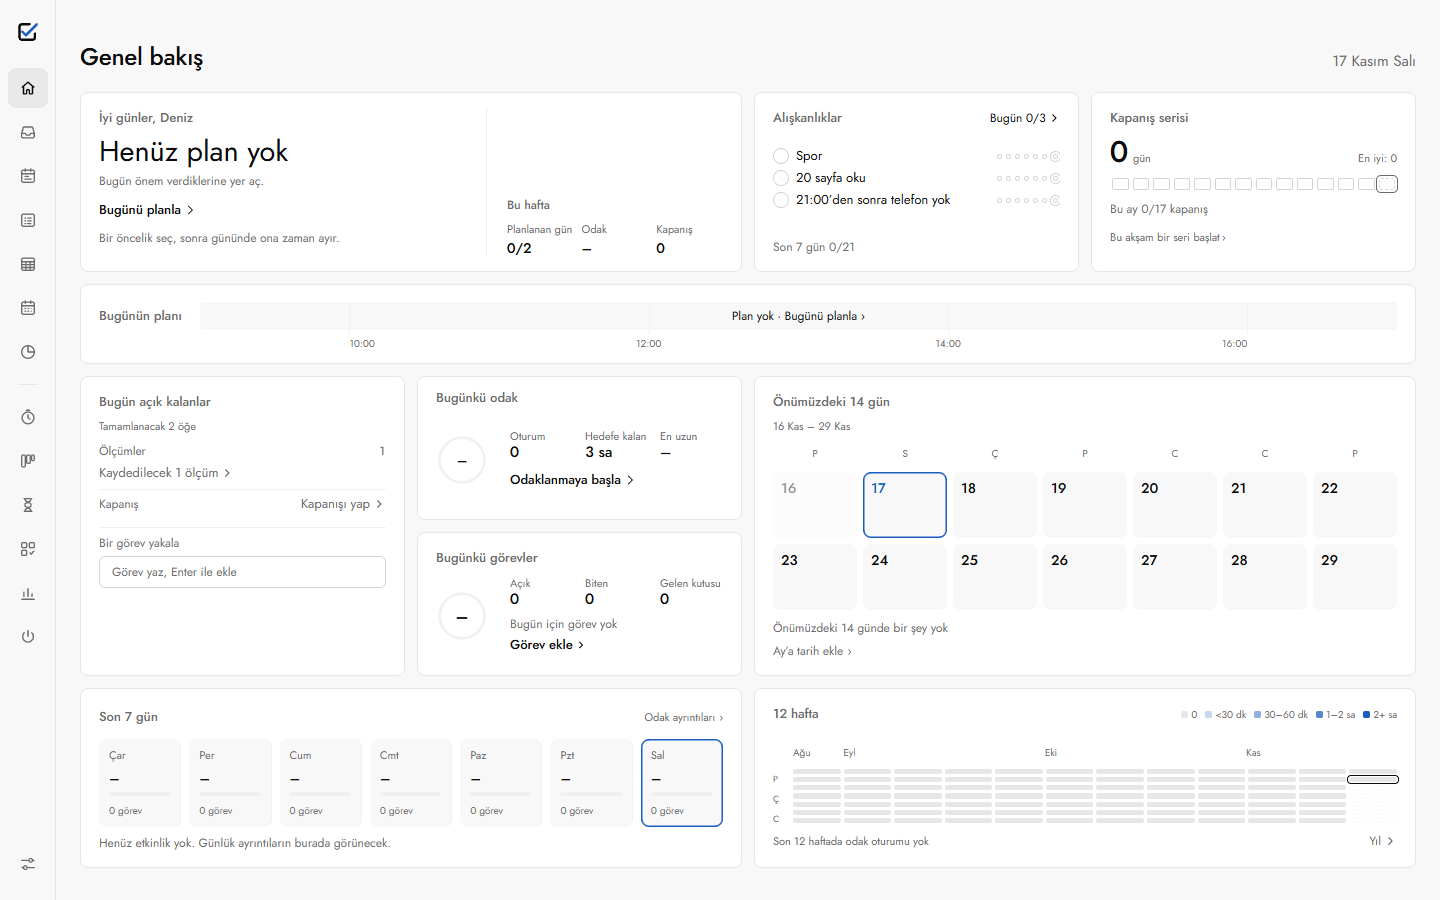 Genel bakış
17 Kasım Salı
İyi günler, Deniz
Henüz plan yok
Bugün önem verdiklerine yer aç.
Bugünü planla
Bir öncelik seç, sonra gününde ona zaman ayır.
Bu hafta
Planlanan gün Odak Kapanış
0/2 – 0
Alışkanlıklar
Bugün 0/3
Spor
20 sayfa oku
21:00'den sonra telefon yok
Son 7 gün 0/21
Kapanış serisi
0 gün
En iyi: 0
Bu ay 0/17 kapanış
Bu akşam bir seri başlat ›
Bugünün planı
Plan yok · Bugünü planla ›
10:00 12:00 14:00 16:00
Bugün açık kalanlar
Tamamlanacak 2 öğe
Ölçümler 1
Kaydedilecek 1 ölçüm
Kapanış Kapanışı yap
Bir görev yakala
Görev yaz, Enter ile ekle
Bugünkü odak
–
Oturum Hedefe kalan En uzun
0 3 sa –
Odaklanmaya başla
Bugünkü görevler
–
Açık Biten Gelen kutusu
0 0 0
Bugün için görev yok
Görev ekle
Önümüzdeki 14 gün
16 Kas – 29 Kas
P S Ç P C C P
16 17 18 19 20 21 22
23 24 25 26 27 28 29
Önümüzdeki 14 günde bir şey yok
Ay'a tarih ekle ›
Son 7 gün
Odak ayrıntıları ›
Çar Per Cum Cmt Paz Pzt Sal
– – – – – – –
0 görev 0 görev 0 görev 0 görev 0 görev 0 görev 0 görev
Henüz etkinlik yok. Günlük ayrıntıların burada görünecek.
12 hafta
0 <30 dk 30–60 dk 1–2 sa 2+ sa
Ağu Eyl Eki Kas
P
Ç
C
Son 12 haftada odak oturumu yok
Yıl